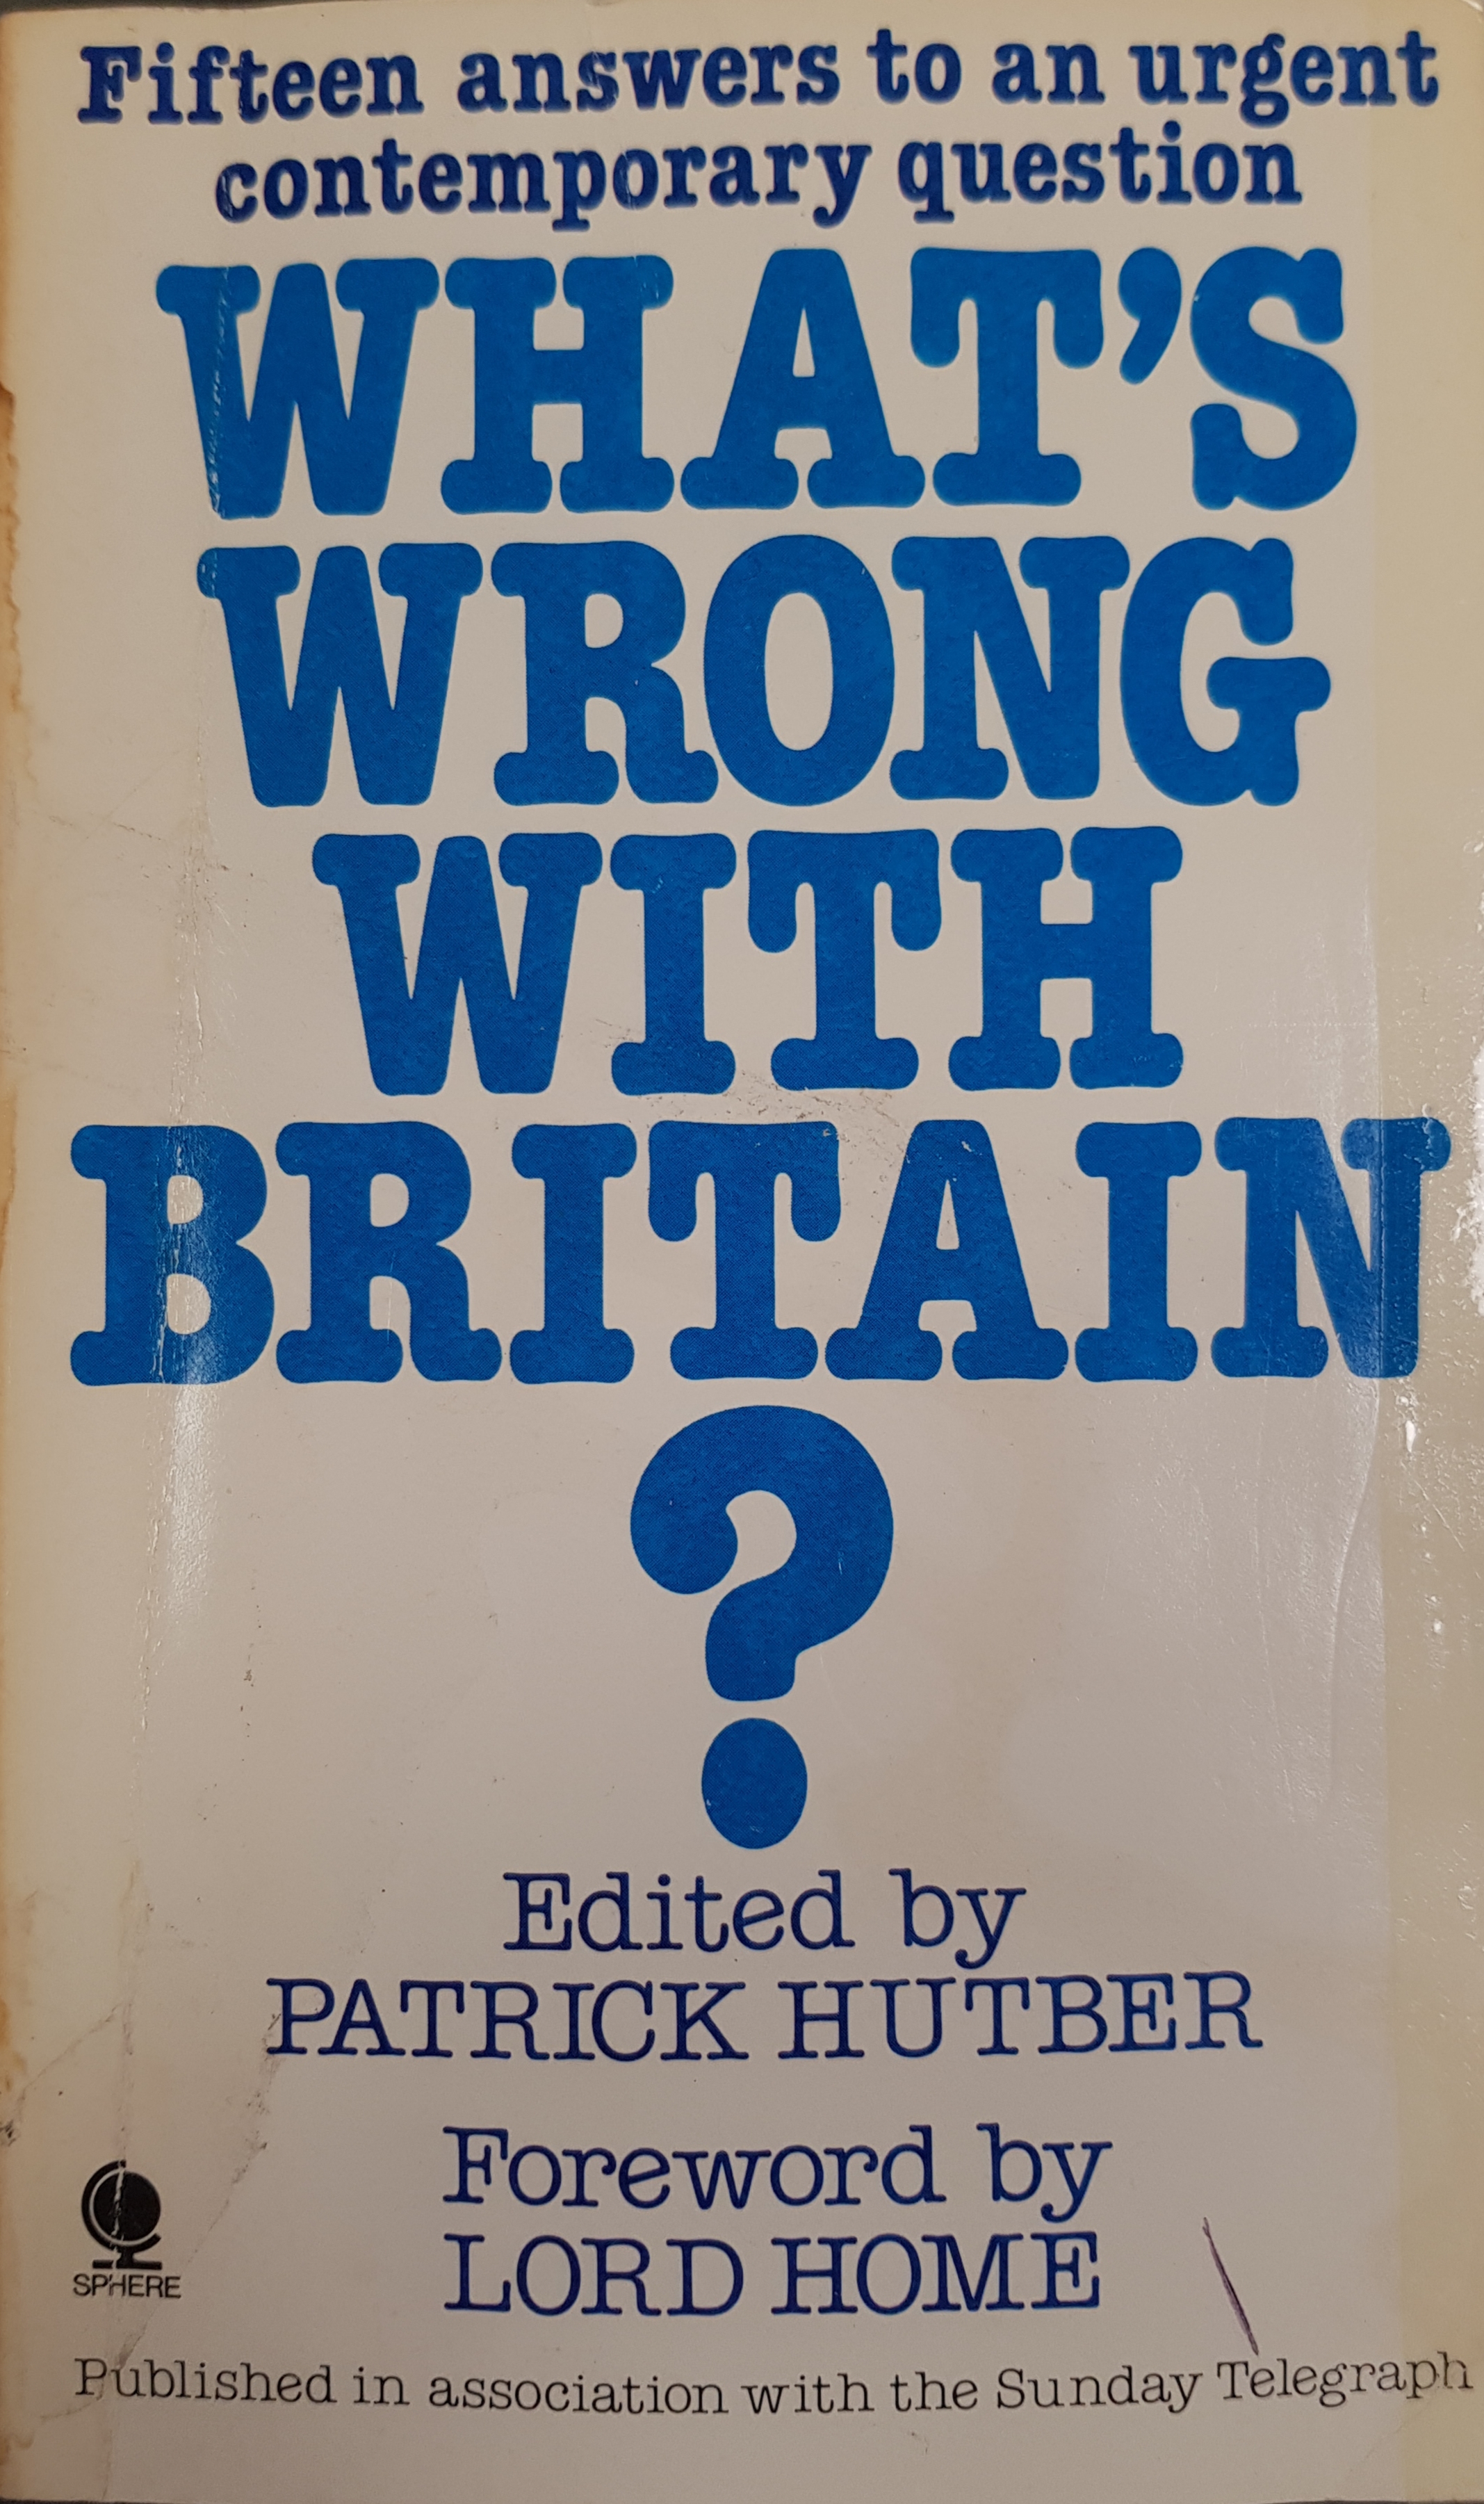 Fifteen answers to an urgent
contemporary question
WHAT'S
WRONG
WITH
BRITAIN
?
Edited by
PATRICK HUTBER
Foreword by
LORD HOME
SPHERE
Published in association with the Sunday Telegraph